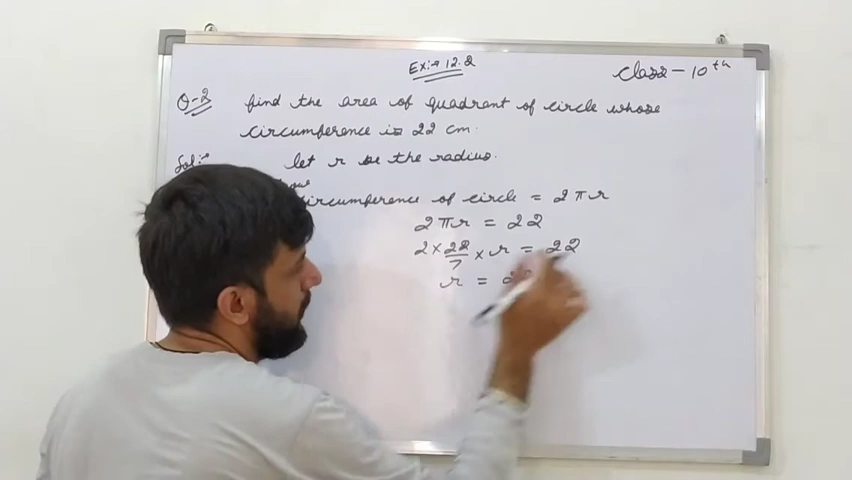 Ex:- 12.2
Class - 10th
Q-2 find the area of quadrant of circle whose
circumference is 22 cm.
Sol:- let r be the radius.
circumference of circle = 2πr
2πr = 22
2 × 22/7 × r = 22
r =